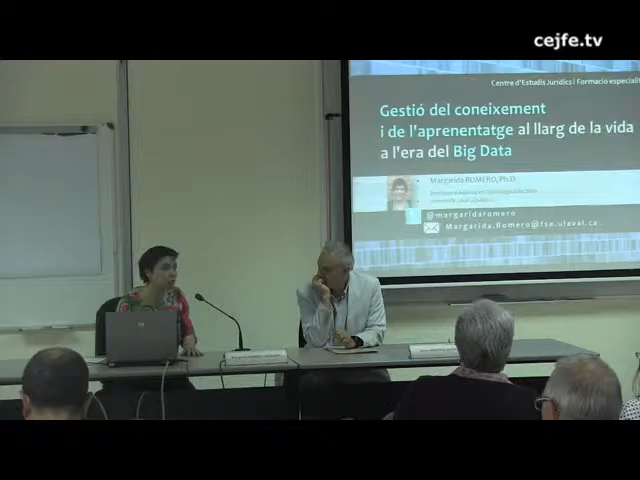 cejfe.tv
Centre d'Estudis Jurídics i Formació especialit
Gestió del coneixement
i de l'aprenentatge al llarg de la vida
a l'era del Big Data
Margarida ROMERO, Ph.D.
@margaridaromero
Margarida.Romero@fse.ulaval.ca